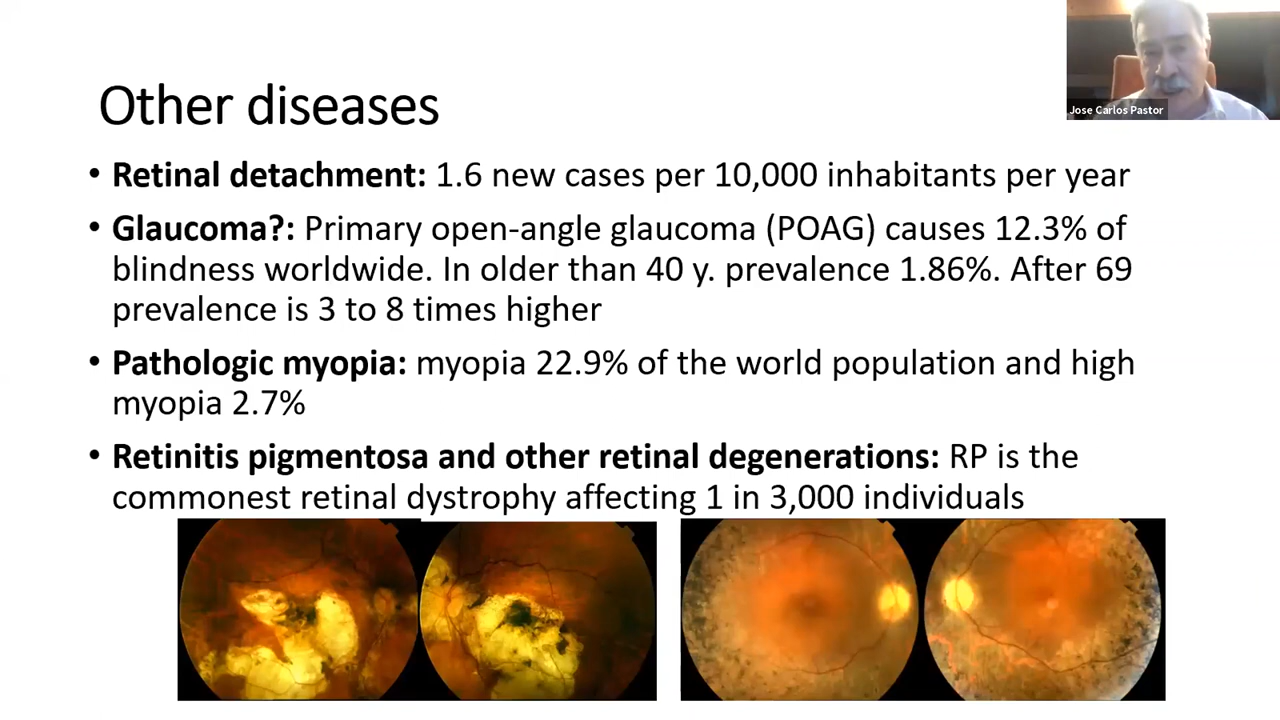 Jose Carlos Pastor
Other diseases
• Retinal detachment: 1.6 new cases per 10,000 inhabitants per year
• Glaucoma?: Primary open-angle glaucoma (POAG) causes 12.3% of
blindness worldwide. In older than 40 y. prevalence 1.86%. After 69
prevalence is 3 to 8 times higher
• Pathologic myopia: myopia 22.9% of the world population and high
myopia 2.7%
• Retinitis pigmentosa and other retinal degenerations: RP is the
commonest retinal dystrophy affecting 1 in 3,000 individuals